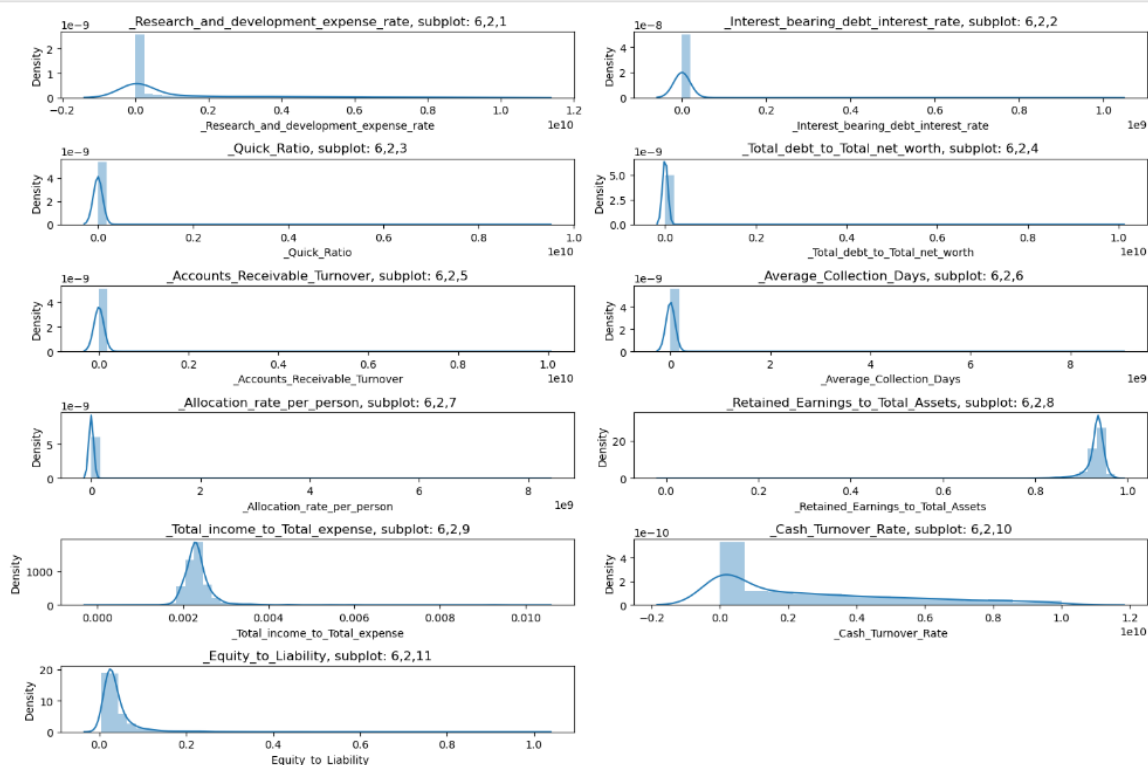 _Research_and_development_expense_rate, subplot: 6,2,1
1e−9
2
1
0
Density
−0.2 0.0 0.2 0.4 0.6 0.8 1.0 1.2
1e10
_Research_and_development_expense_rate
_Interest_bearing_debt_interest_rate, subplot: 6,2,2
1e−8
4
2
0
Density
0.0 0.2 0.4 0.6 0.8 1.0
1e9
_Interest_bearing_debt_interest_rate
_Quick_Ratio, subplot: 6,2,3
1e−9
4
2
0
Density
0.0 0.2 0.4 0.6 0.8 1.0
1e10
_Quick_Ratio
_Total_debt_to_Total_net_worth, subplot: 6,2,4
1e−9
5.0
2.5
0.0
Density
0.0 0.2 0.4 0.6 0.8 1.0
1e10
_Total_debt_to_Total_net_worth
_Accounts_Receivable_Turnover, subplot: 6,2,5
1e−9
4
2
0
Density
0.0 0.2 0.4 0.6 0.8 1.0
1e10
_Accounts_Receivable_Turnover
_Average_Collection_Days, subplot: 6,2,6
1e−9
4
2
0
Density
0 2 4 6 8
1e9
_Average_Collection_Days
_Allocation_rate_per_person, subplot: 6,2,7
1e−9
5
0
Density
0 2 4 6 8
1e9
_Allocation_rate_per_person
_Retained_Earnings_to_Total_Assets, subplot: 6,2,8
20
0
Density
0.0 0.2 0.4 0.6 0.8 1.0
_Retained_Earnings_to_Total_Assets
_Total_income_to_Total_expense, subplot: 6,2,9
1000
0
Density
0.000 0.002 0.004 0.006 0.008 0.010
_Total_income_to_Total_expense
_Cash_Turnover_Rate, subplot: 6,2,10
1e−10
4
2
0
Density
−0.2 0.0 0.2 0.4 0.6 0.8 1.0 1.2
1e10
_Cash_Turnover_Rate
_Equity_to_Liability, subplot: 6,2,11
20
10
0
Density
0.0 0.2 0.4 0.6 0.8 1.0
_Equity_to_Liability